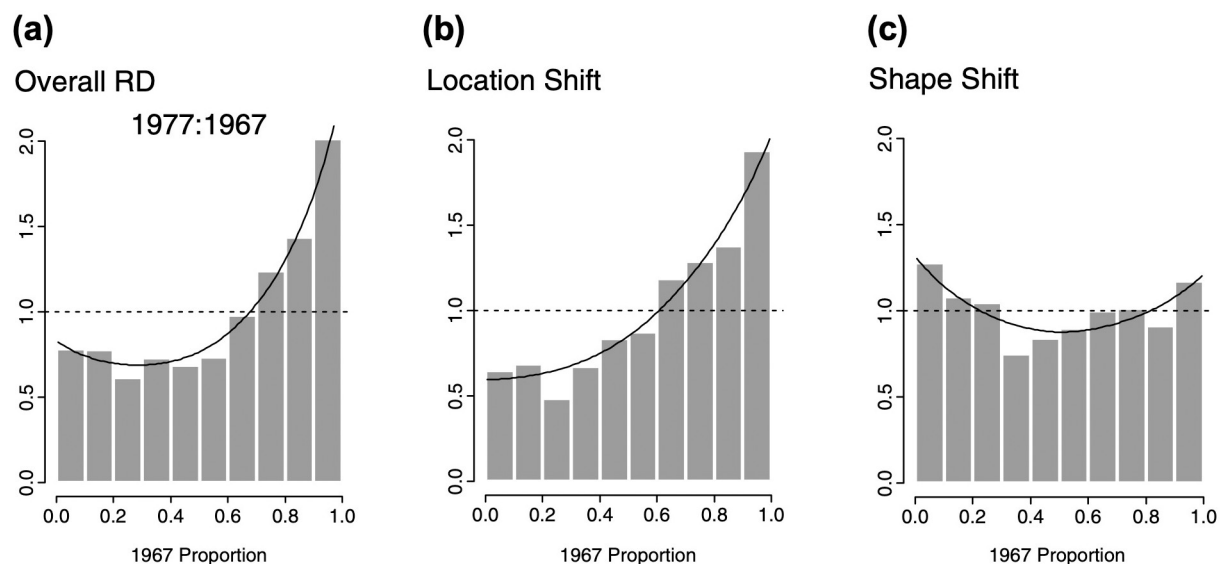 (a)
Overall RD
1977:1967
0.0 0.5 1.0 1.5 2.0
0.0 0.2 0.4 0.6 0.8 1.0
1967 Proportion
(b)
Location Shift
0.0 0.5 1.0 1.5 2.0
0.0 0.2 0.4 0.6 0.8 1.0
1967 Proportion
(c)
Shape Shift
0.0 0.5 1.0 1.5 2.0
0.0 0.2 0.4 0.6 0.8 1.0
1967 Proportion